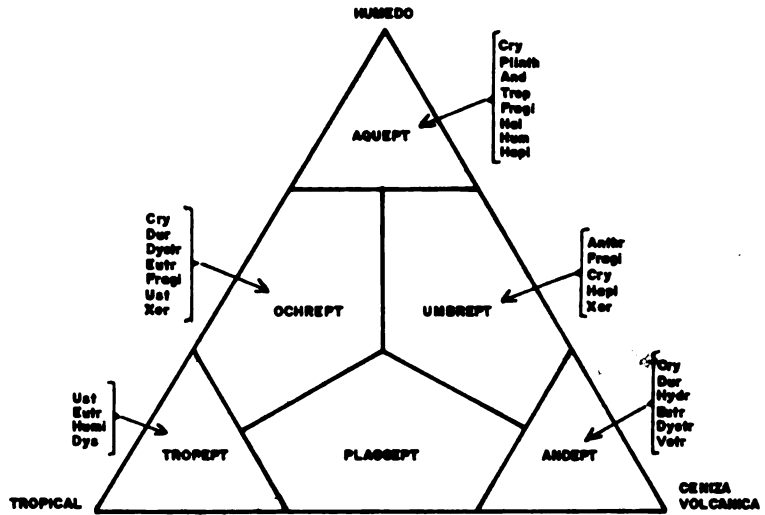 HUMEDO
Cry
Plinth
And
Trop
Fragi
Hal
Hum
Hapl
AQUEPT
Cry
Dur
Dystr
Eutr
Fragi
Ust
Xer
OCHREPT
UMBREPT
Anthr
Fragi
Cry
Hapl
Xer
Ust
Eutr
Humi
Dys
TROPEPT
PLAGGEPT
ANDEPT
Cry
Dur
Hydr
Eutr
Dystr
Vitr
TROPICAL
CENIZA
VOLCANICA